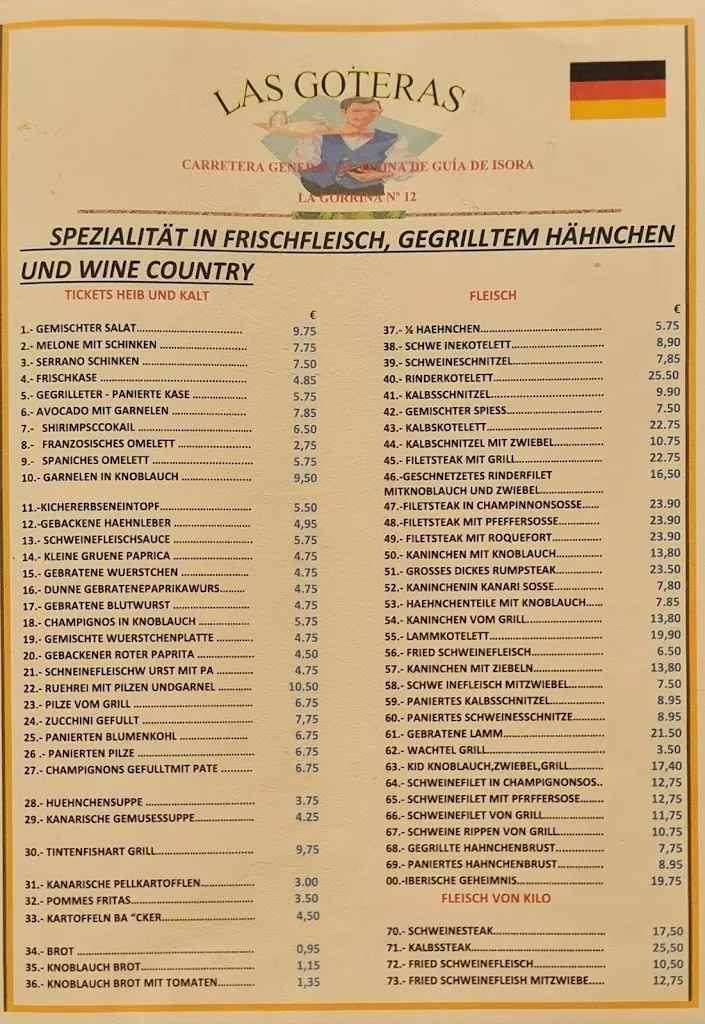 LAS GOTERAS
CARRETERA GENERAL DE GUÍA DE ISORA
LA GORRINA Nº 12
SPEZIALITÄT IN FRISCHFLEISCH, GEGRILLTEM HÄHNCHEN
UND WINE COUNTRY
TICKETS HEIB UND KALT
€
1.- GEMISCHTER SALAT........................ 9.75
2.- MELONE MIT SCHINKEN .................... 7.75
3.- SERRANO SCHINKEN ....................... 7.50
4.- FRISCHKASE ............................. 4.85
5.- GEGRILLETER - PANIERTE KASE ............ 5.75
6.- AVOCADO MIT GARNELEN ................... 7.85
7.- SHIRIMPSCCOKAIL ........................ 6.50
8.- FRANZOSISCHES OMELETT .................. 2,75
9.- SPANICHES OMELETT ...................... 5.75
10.- GARNELEN IN KNOBLAUCH ................. 9,50
11.-KICHERERBSENEINTOPF.................... 5.50
12.-GEBACKENE HAEHNLEBER .................. 4,95
13.- SCHWEINEFLEISCHSAUCE ................. 5.75
14.- KLEINE GRUENE PAPRICA ................ 4.75
15.- GEBRATENE WUERSTCHEN ................. 4.75
16.- DUNNE GEBRATENEPAPRIKAWURS....... 4.75
17.- GEBRATENE BLUTWURST .................. 4.75
18.- CHAMPIGNOS IN KNOBLAUCH .............. 5.75
19.- GEMISCHTE WUERSTCHENPLATTE ........... 4.75
20.- GEBACKENER ROTER PAPRITA ............. 4.50
21.- SCHNEINEFLEISCHW URST MIT PA ......... 4.75
22.- RUEHREI MIT PILZEN UNDGARNEL ......... 10.50
23.- PILZE VOM GRILL ...................... 6.75
24.- ZUCCHINI GEFULLT ..................... 7,75
25.- PANIERTEN BLUMENKOHL ................. 6.75
26 .- PANIERTEN PILZE ..................... 6.75
27.- CHAMPIGNONS GEFULLTMIT PATE .......... 6.75
28.- HUEHNCHENSUPPE ....................... 3.75
29.- KANARISCHE GEMUSESSUPPE............... 4.25
30.- TINTENFISHART GRILL................... 9,75
31.- KANARISCHE PELLKARTOFFLEN............. 3.00
32.- POMMES FRITAS......................... 3.50
33.- KARTOFFELN BA “CKER................... 4,50
34.- BROT ................................. 0,95
35.- KNOBLAUCH BROT........................ 1,15
36.- KNOBLAUCH BROT MIT TOMATEN............ 1,35
FLEISCH
€
37.- ¼ HAEHNCHEN........................... 5.75
38.- SCHWE INEKOTELETT..................... 8,90
39.- SCHWEINESCHNITZEL..................... 7,85
40.- RINDERKOTELETT........................ 25.50
41.- KALBSSCHNITZEL........................ 9.90
42.- GEMISCHTER SPIESS..................... 7.50
43.- KALBSKOTELETT......................... 22.75
44.- KALBSCHNITZEL MIT ZWIEBEL............. 10.75
45.- FILETSTEAK MIT GRILL.................. 22.75
46.-GESCHNETZETES RINDERFILET 16,50
MITKNOBLAUCH UND ZWIEBEL..................
47.-FILETSTEAK IN CHAMPINNONSOSSE..... 23.90
48.-FILETSTEAK MIT PFEFFERSOSSE........... 23.90
49.- FILETSTEAK MIT ROQUEFORT............. 23.90
50.- KANINCHEN MIT KNOBLAUCH.............. 13,80
51.- GROSSES DICKES RUMPSTEAK............. 23.50
52.- KANINCHENIN KANARI SOSSE............. 7,80
53.- HAEHNCHENTEILE MIT KNOBLAUCH...... 7.85
54.- KANINCHEN VOM GRILL.................. 13,80
55.- LAMMKOTELETT......................... 19,90
56.- FRIED SCHWEINEFLEISCH................ 6.50
57.- KANINCHEN MIT ZIEBELN................ 13,80
58.- SCHWE INEFLEISCH MITZWIEBEL.......... 7.50
59.- PANIERTES KALBSSCHNITZEL............. 8.95
60.- PANIERTES SCHWEINESSCHNITZE.......... 8.95
61.- GEBRATENE LAMM....................... 21.50
62.- WACHTEL GRILL........................ 3.50
63.- KID KNOBLAUCH,ZWIEBEL,GRILL.......... 17,40
64.- SCHWEINEFILET IN CHAMPIGNONSOS.. 12,75
65.- SCHWEINEFILET MIT PFRFFERSOSE....... 12,75
66.- SCHWEINEFILET VON GRILL.............. 11,75
67.- SCHWEINE RIPPEN VON GRILL............ 10.75
68.- GEGRILLTE HAHNCHENBRUST.............. 7,75
69.- PANIERTES HAHNCHENBRUST.............. 8.95
00.-IBERISCHE GEHEIMNIS................... 19.75
FLEISCH VON KILO
70.- SCHWEINESTEAK........................ 17,50
71.- KALBSSTEAK........................... 25,50
72.- FRIED SCHWEINEFLEISCH................ 10,50
73.- FRIED SCHWEINEFLEISH MITZWIEBE..... 12,75